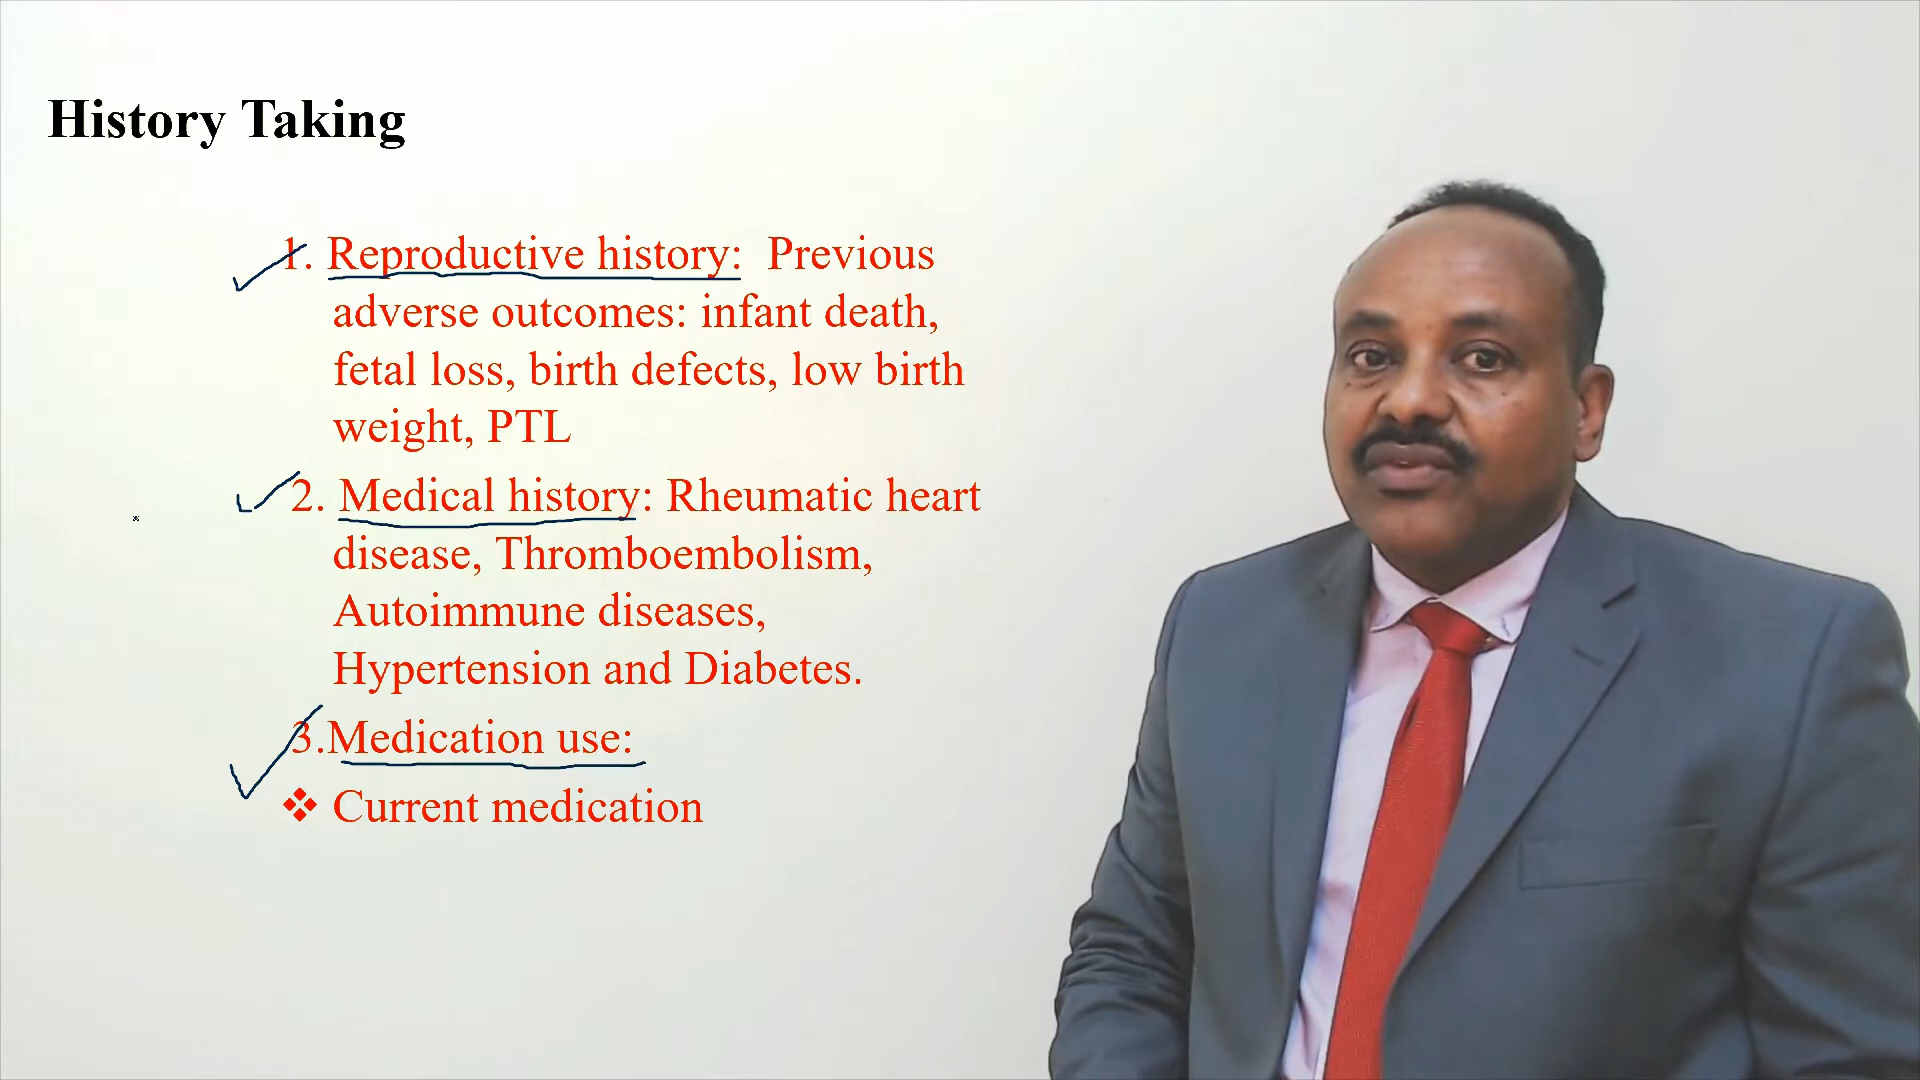 History Taking
1. Reproductive history: Previous
adverse outcomes: infant death,
fetal loss, birth defects, low birth
weight, PTL
2. Medical history: Rheumatic heart
disease, Thromboembolism,
Autoimmune diseases,
Hypertension and Diabetes.
3.Medication use:
❖ Current medication